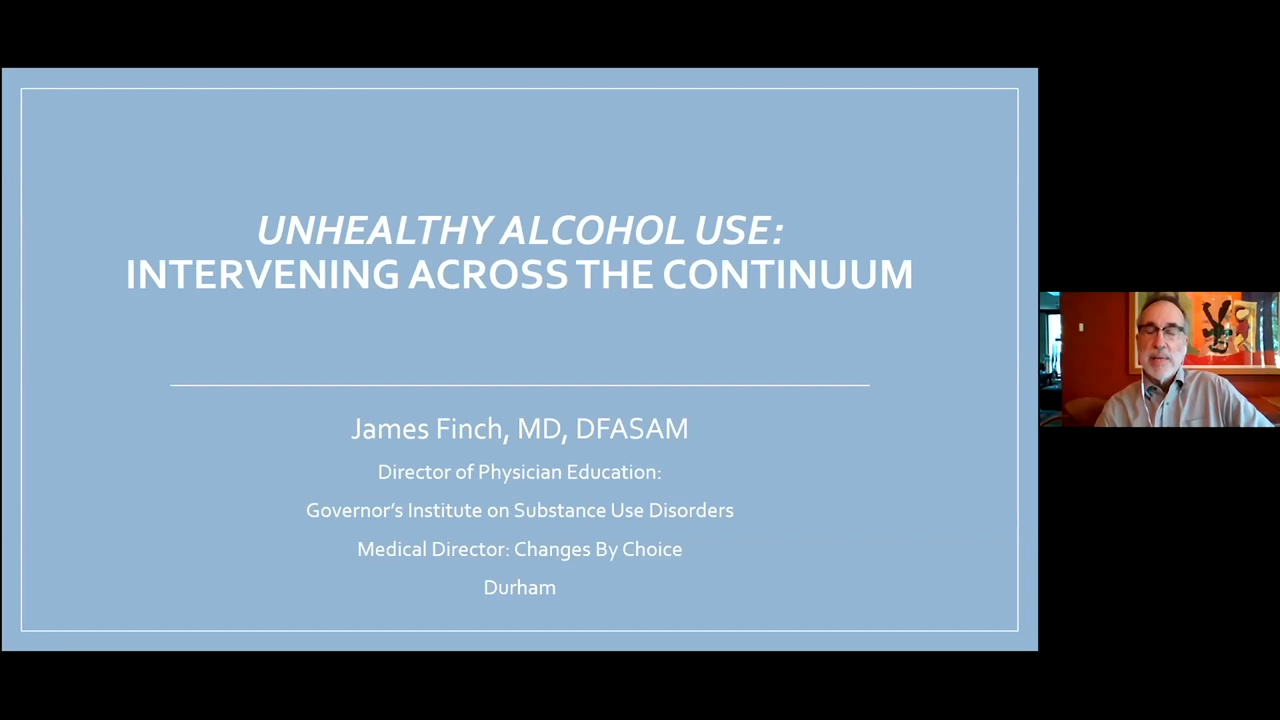 UNHEALTHY ALCOHOL USE:
INTERVENING ACROSS THE CONTINUUM
James Finch, MD, DFASAM
Director of Physician Education:
Governor’s Institute on Substance Use Disorders
Medical Director: Changes By Choice
Durham